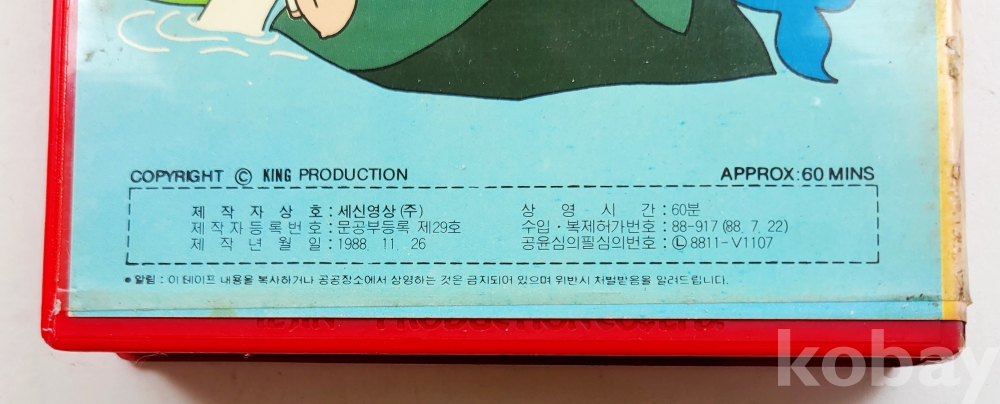 COPYRIGHT © KING PRODUCTION APPROX:60 MINS
제 작 자 상 호 : 세신영상(주) 상 영 시 간 : 60분
제작자등록번호 : 문공부등록 제29호 수입·복제허가번호 : 88-917(88. 7. 22)
제 작 년 월 일 : 1988. 11. 26 공윤심의필심의번호 : Ⓛ8811-V1107
● 알림 : 이 테이프 내용을 복사하거나 공공장소에서 상영하는 것은 금지되어 있으며 위반시 처벌받음을 알려드립니다.
PRODUCTION
kobay